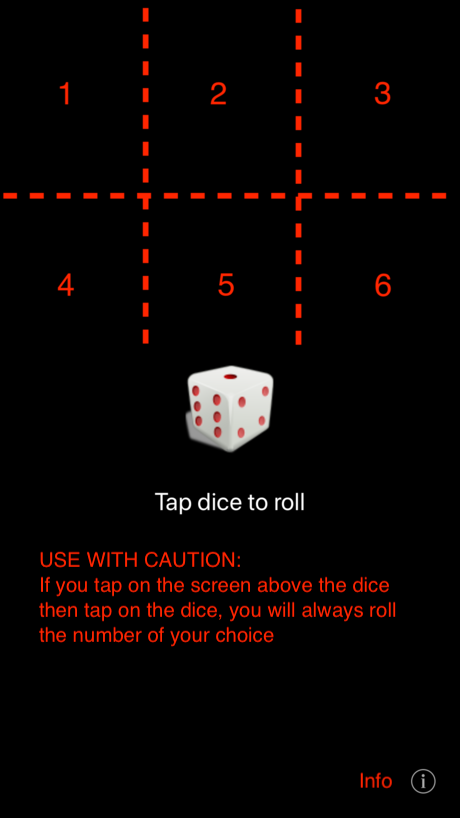 1 2 3
4 5 6
Tap dice to roll
USE WITH CAUTION:
If you tap on the screen above the dice
then tap on the dice, you will always roll
the number of your choice
Info i